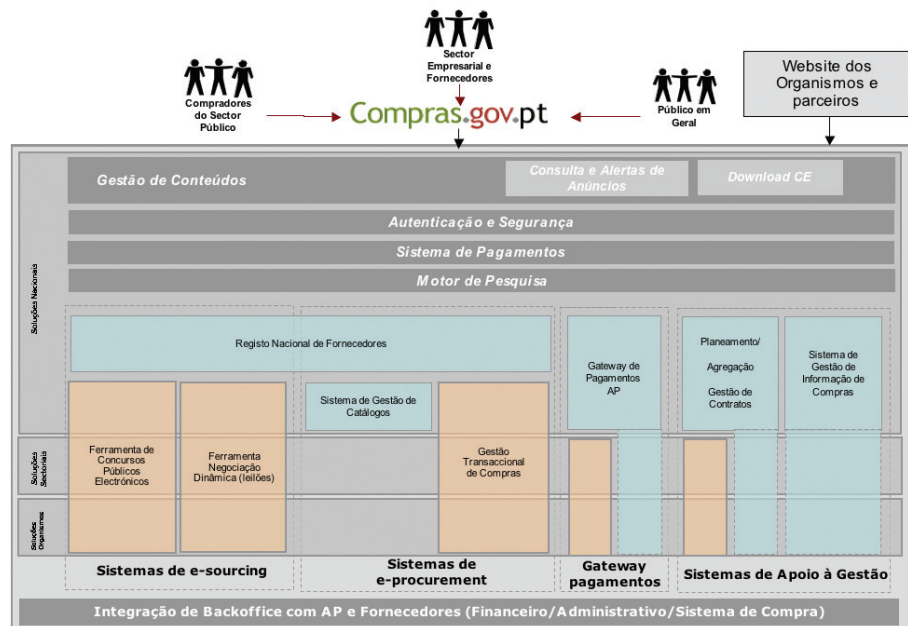 Sector
Empresarial e
Fornecedores
Compradores
do Sector
Público
Compras.gov.pt
Público em
Geral
Website dos
Organismos e
parceiros
Gestão de Conteúdos
Consulta e Alertas de
Anúncios
Download CE
Autenticação e Segurança
Sistema de Pagamentos
Motor de Pesquisa
Soluções Nacionais
Registo Nacional de Fornecedores
Gateway de
Pagamentos
AP
Planeamento/
Agregação
Gestão de
Contratos
Sistema de
Gestão de
Informação de
Compras
Sistema de Gestão de
Catálogos
Soluções
Sectoriais
Ferramenta de
Concursos
Públicos
Electrónicos
Ferramenta
Negociação
Dinâmica (leilões)
Gestão
Transaccional
de Compras
Soluções
Organismos
Sistemas de e-sourcing
Sistemas de
e-procurement
Gateway
pagamentos
Sistemas de Apoio à Gestão
Integração de Backoffice com AP e Fornecedores (Financeiro/Administrativo/Sistema de Compra)